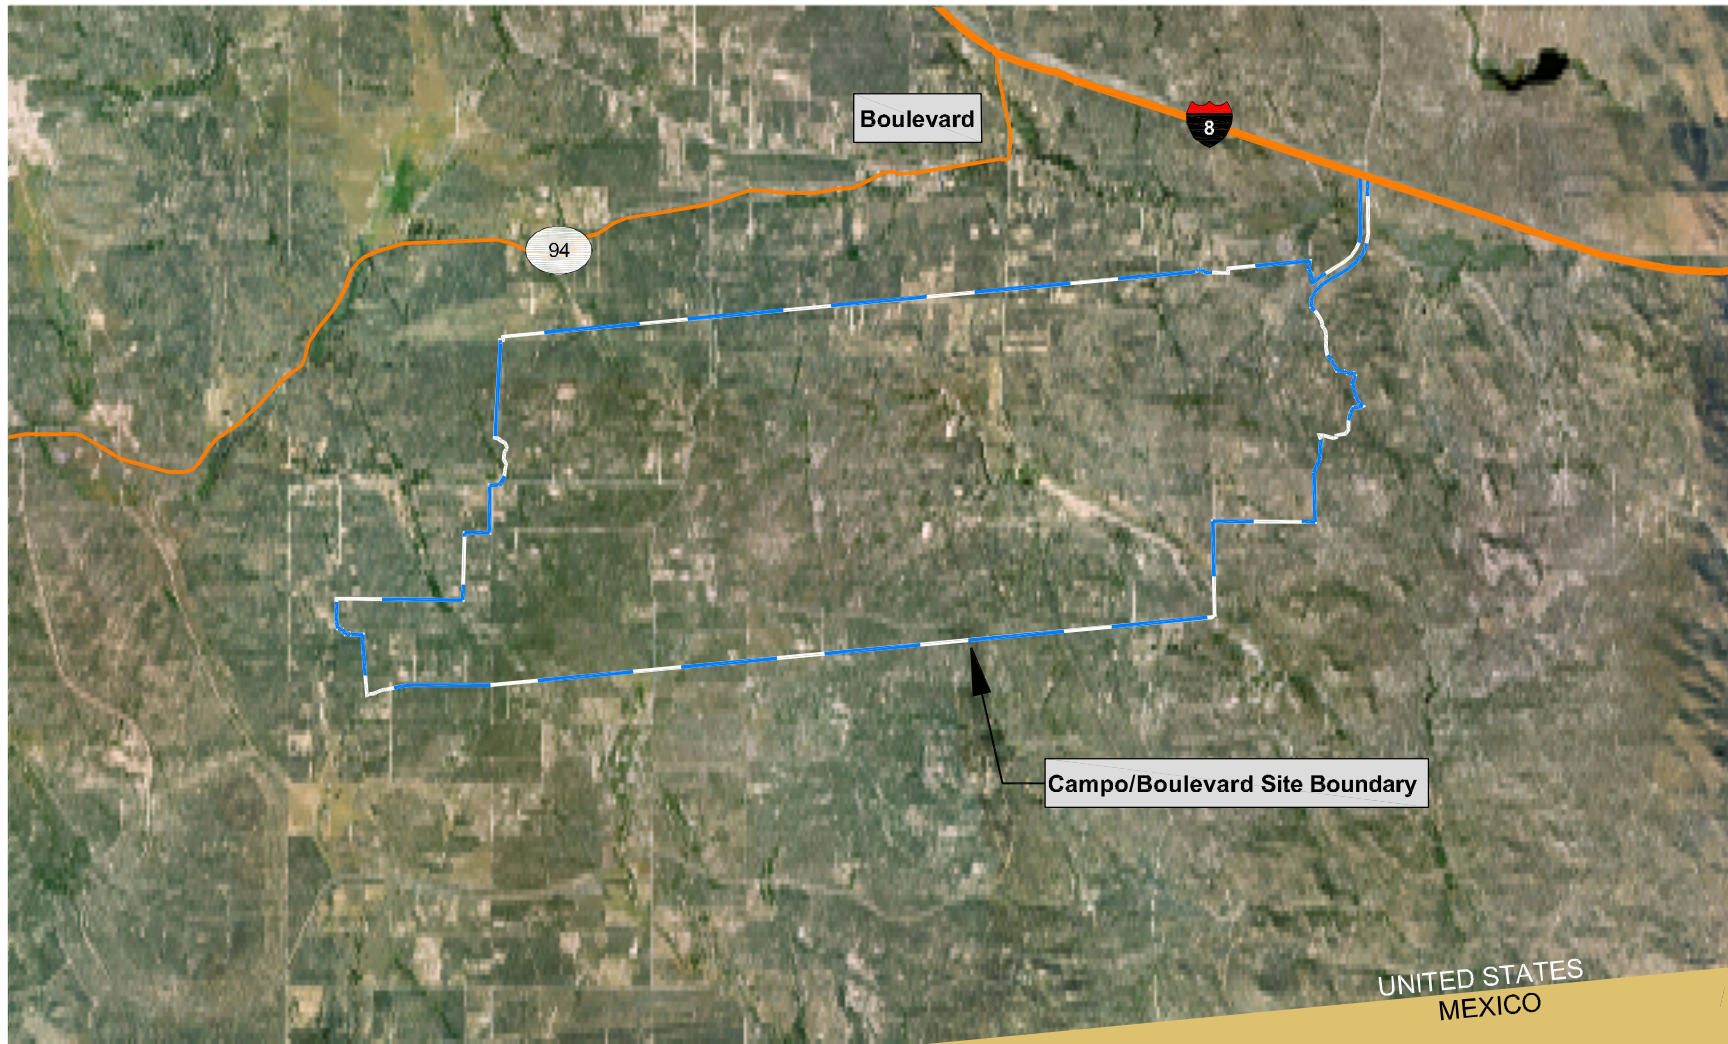 Boulevard
8
94
Campo/Boulevard Site Boundary
UNITED STATES
MEXICO